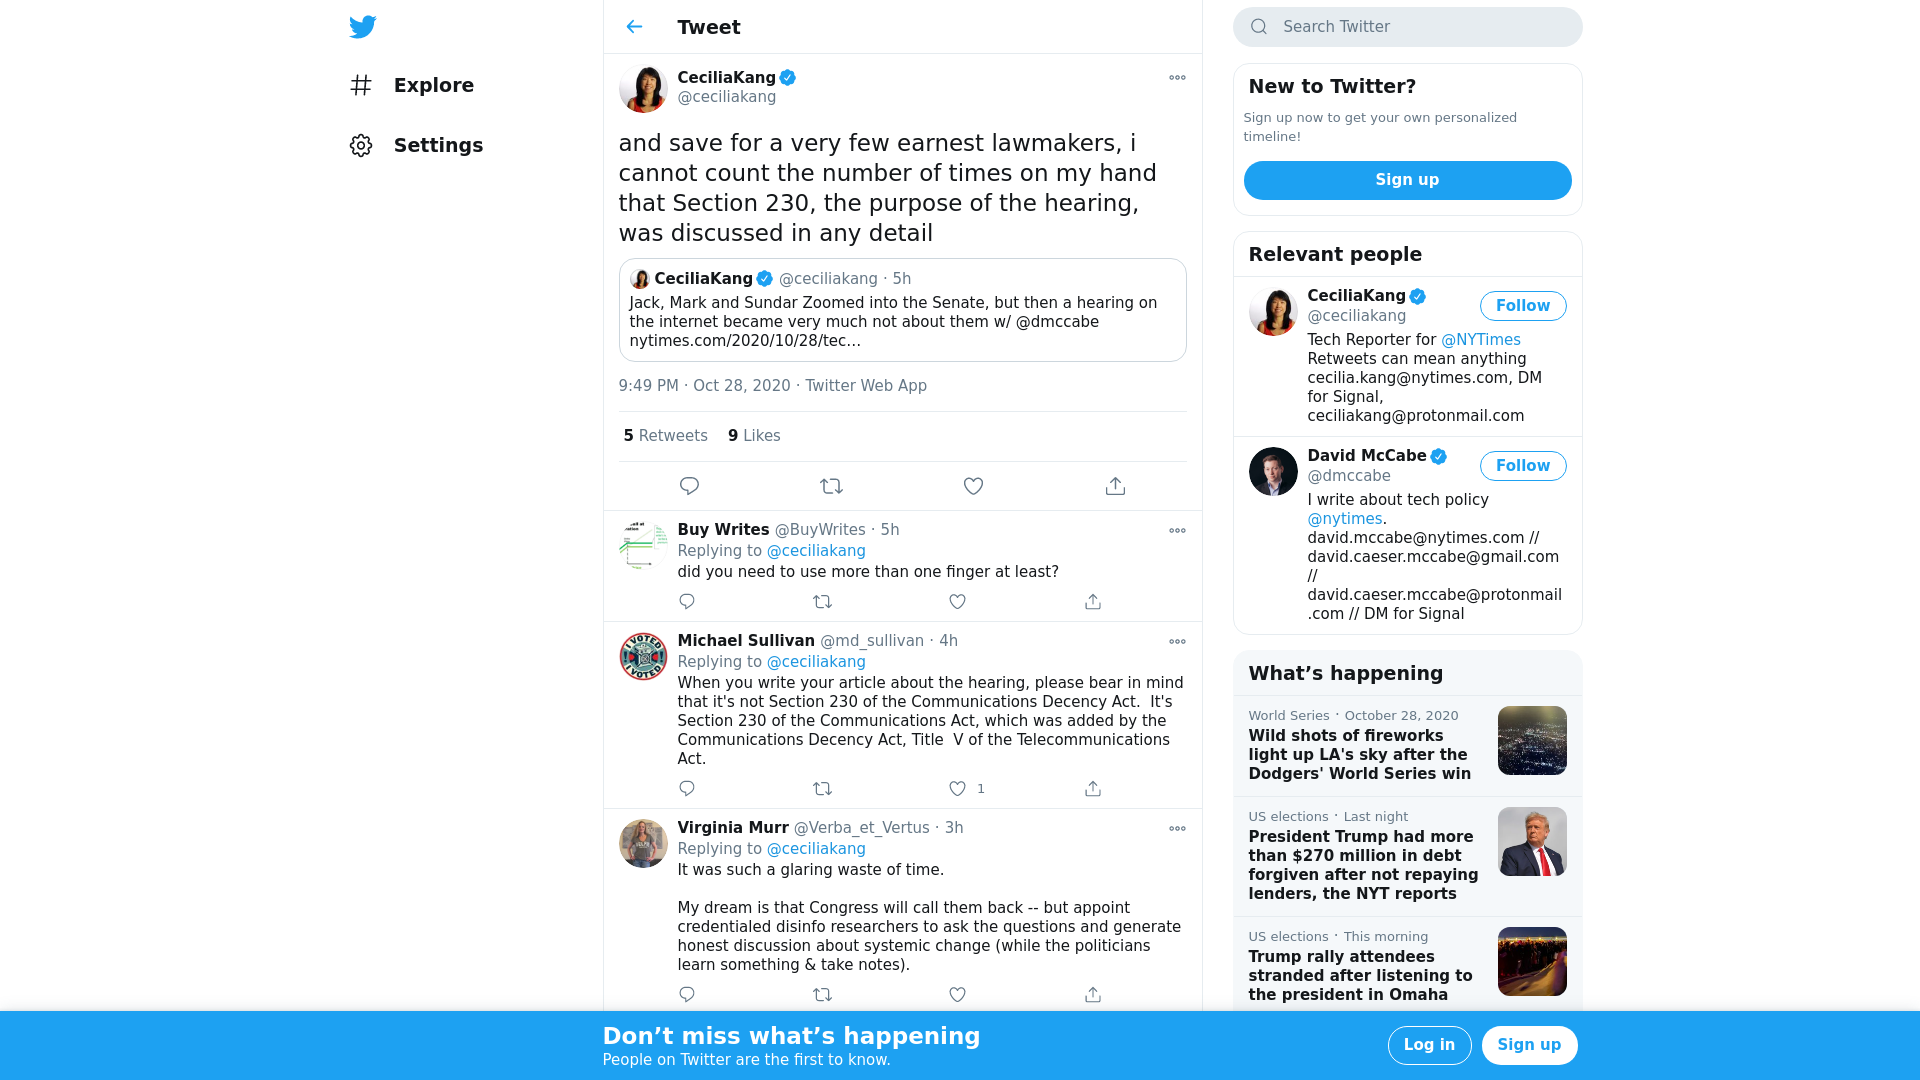 Explore
Settings
Tweet
CeciliaKang
@ceciliakang
and save for a very few earnest lawmakers, i
cannot count the number of times on my hand
that Section 230, the purpose of the hearing,
was discussed in any detail
CeciliaKang @ceciliakang · 5h
Jack, Mark and Sundar Zoomed into the Senate, but then a hearing on
the internet became very much not about them w/ @dmccabe
nytimes.com/2020/10/28/tec…
9:49 PM · Oct 28, 2020 · Twitter Web App
5 Retweets 9 Likes
Buy Writes @BuyWrites · 5h
Replying to @ceciliakang
did you need to use more than one finger at least?
Michael Sullivan @md_sullivan · 4h
Replying to @ceciliakang
When you write your article about the hearing, please bear in mind
that it's not Section 230 of the Communications Decency Act.  It's
Section 230 of the Communications Act, which was added by the
Communications Decency Act, Title  V of the Telecommunications
Act.
1
Virginia Murr @Verba_et_Vertus · 3h
Replying to @ceciliakang
It was such a glaring waste of time.
My dream is that Congress will call them back -- but appoint
credentialed disinfo researchers to ask the questions and generate
honest discussion about systemic change (while the politicians
learn something & take notes).
Search Twitter
New to Twitter?
Sign up now to get your own personalized
timeline!
Sign up
Relevant people
CeciliaKang
@ceciliakang
Follow
Tech Reporter for @NYTimes
Retweets can mean anything
cecilia.kang@nytimes.com, DM
for Signal,
ceciliakang@protonmail.com
David McCabe
@dmccabe
Follow
I write about tech policy
@nytimes.
david.mccabe@nytimes.com //
david.caeser.mccabe@gmail.com
//
david.caeser.mccabe@protonmail
.com // DM for Signal
What's happening
World Series · October 28, 2020
Wild shots of fireworks
light up LA's sky after the
Dodgers' World Series win
US elections · Last night
President Trump had more
than $270 million in debt
forgiven after not repaying
lenders, the NYT reports
US elections · This morning
Trump rally attendees
stranded after listening to
the president in Omaha
Don't miss what's happening
People on Twitter are the first to know.
Log in
Sign up